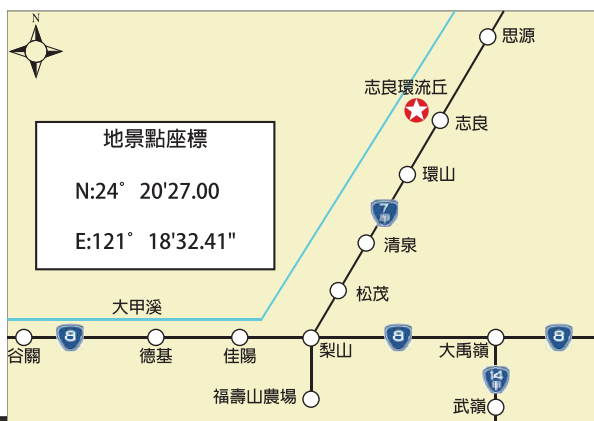 N
思源
志良環流丘
志良
地景點座標
N:24° 20'27.00
E:121° 18'32.41"
環山
7
甲
清泉
松茂
大甲溪
8
8
8
谷關
德基
佳陽
梨山
大禹嶺
14
甲
福壽山農場
武嶺